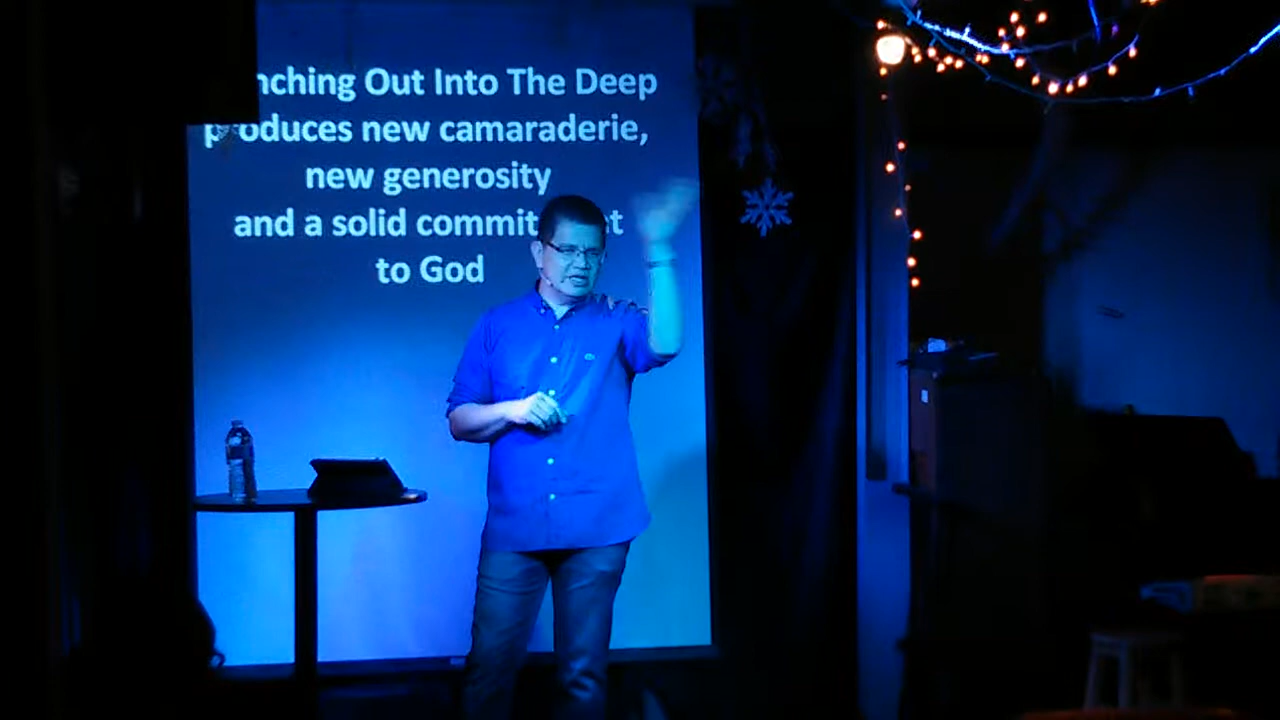 nching Out Into The Deep
produces new camaraderie,
new generosity
and a solid commit t
to God